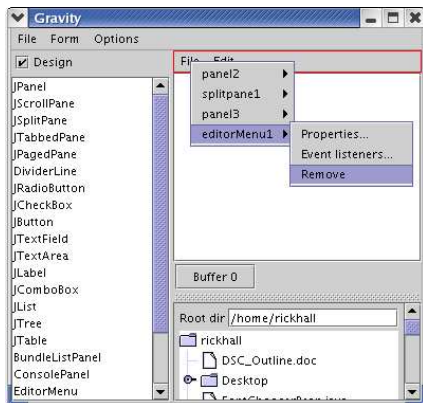 Gravity
File Form Options
Design
File Edit
JPanel
JScrollPane
JSplitPane
JTabbedPane
JPagedPane
DividerLine
JRadioButton
JCheckBox
JButton
JTextField
JTextArea
JLabel
JComboBox
JList
JTree
JTable
BundleListPanel
ConsolePanel
EditorMenu
panel2
splitpane1
panel3
editorMenu1
Properties...
Event listeners...
Remove
Buffer 0
Root dir /home/rickhall
rickhall
DSC_Outline.doc
Desktop